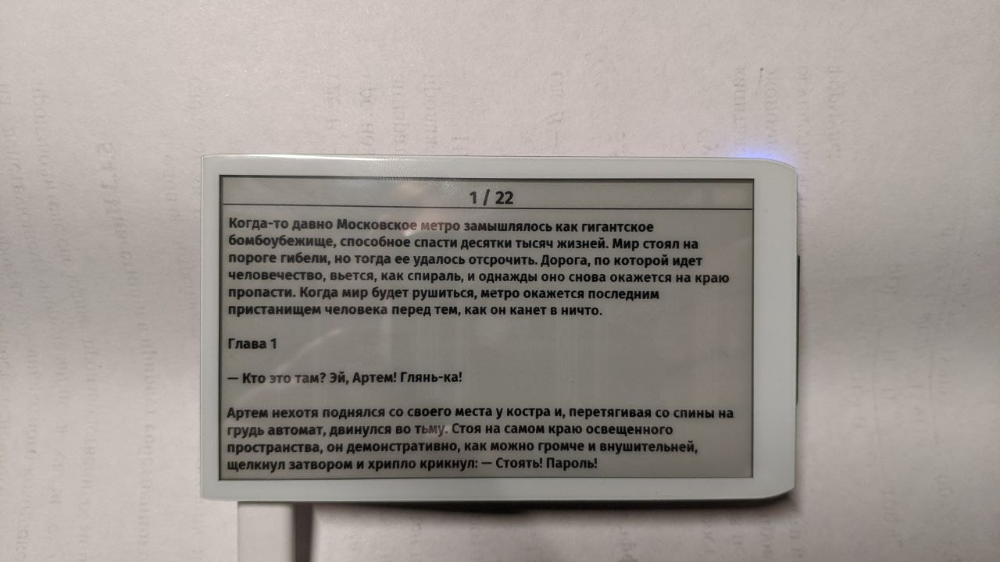 1 / 22
Когда-то давно Московское метро замышлялось как гигантское
бомбоубежище, способное спасти десятки тысяч жизней. Мир стоял на
пороге гибели, но тогда ее удалось отсрочить. Дорога, по которой идет
человечество, вьется, как спираль, и однажды оно снова окажется на краю
пропасти. Когда мир будет рушиться, метро окажется последним
пристанищем человека перед тем, как он канет в ничто.
Глава 1
— Кто это там? Эй, Артем! Глянь-ка!
Артем нехотя поднялся со своего места у костра и, перетягивая со спины на
грудь автомат, двинулся во тьму. Стоя на самом краю освещенного
пространства, он демонстративно, как можно громче и внушительней,
щелкнул затвором и хрипло крикнул: — Стоять! Пароль!